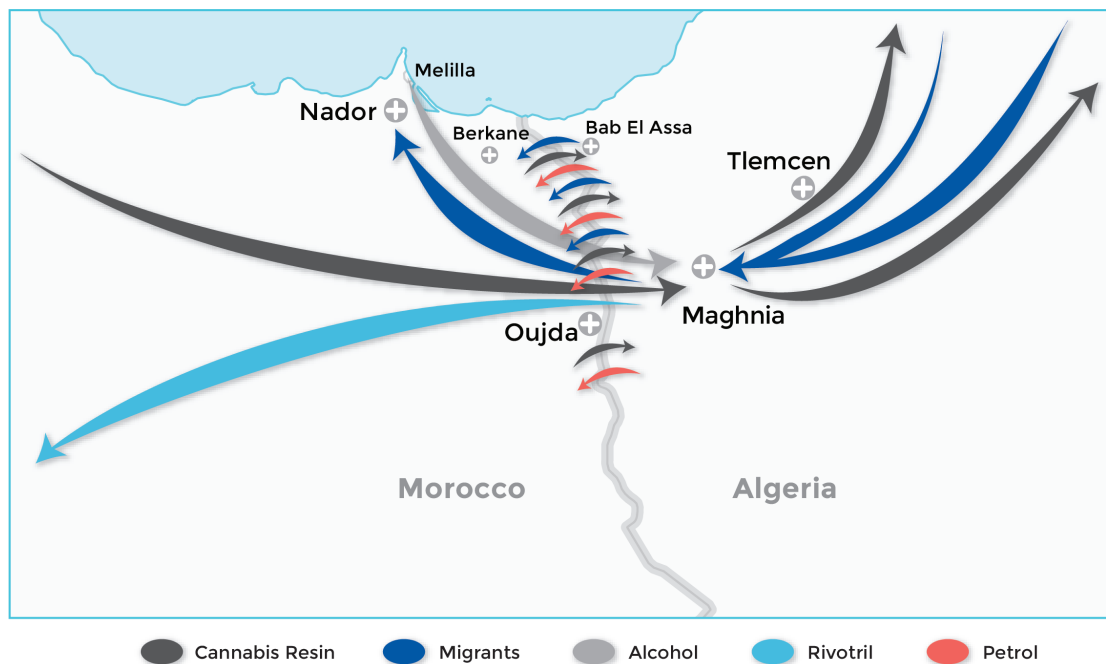 Melilla
Nador
Berkane
Bab El Assa
Tlemcen
Maghnia
Oujda
Morocco
Algeria
Cannabis Resin
Migrants
Alcohol
Rivotril
Petrol